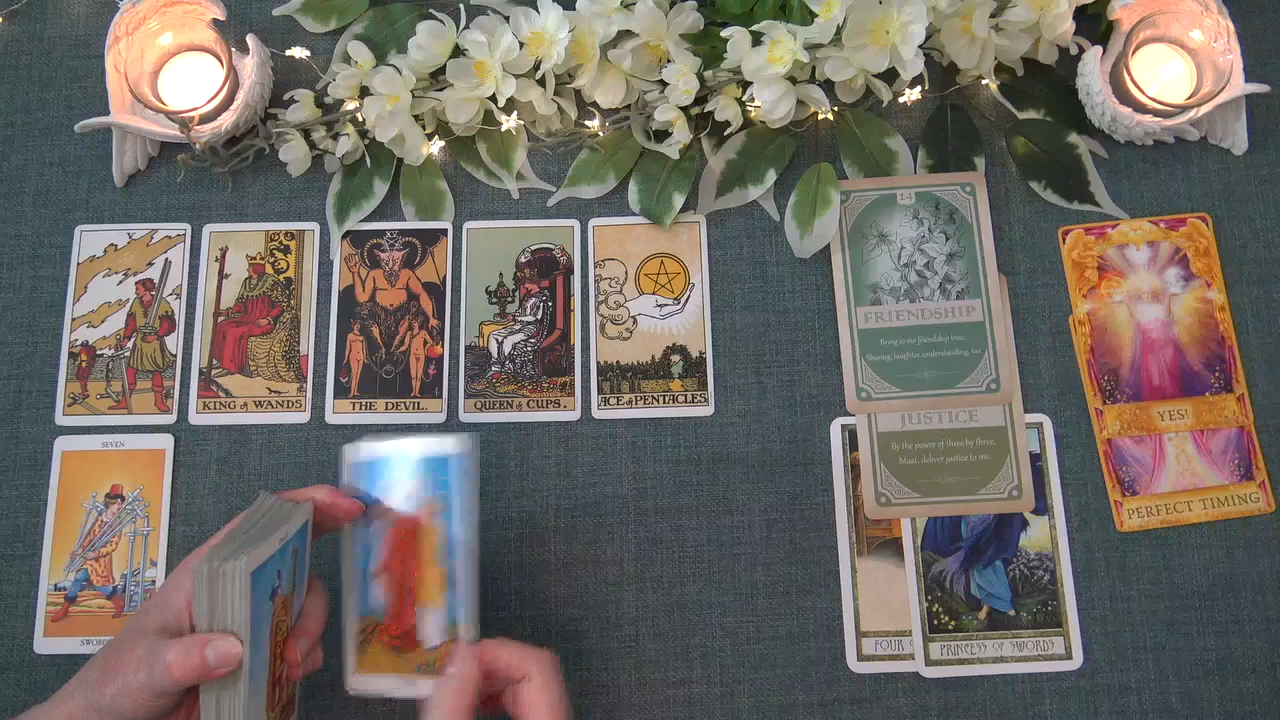 X
KING of WANDS
XV
THE DEVIL.
QUEEN of CUPS.
ACE of PENTACLES
14
FRIENDSHIP
Bring to me friendship true,
Sharing, laughter, understanding, too
JUSTICE
By the power of three by three,
Maat, deliver justice to me.
FOUR
PRINCESS OF SWORDS
YES!
PERFECT TIMING
SEVEN